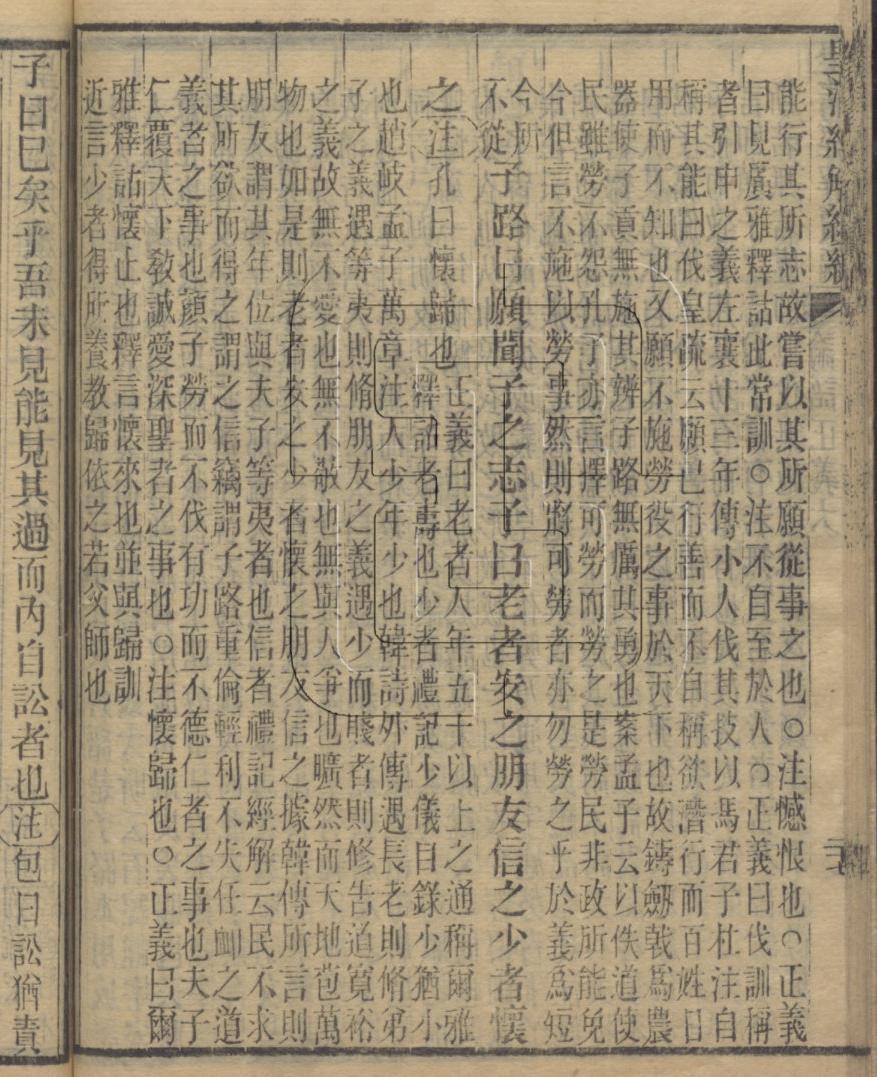 能行其所志故嘗以其所願從事之也○注憾恨也○正義
曰見廣雅釋詁此常訓○注不自至於人○正義曰伐訓稱
者引申之義左襄十三年傳小人伐其技以馮君子杜注自
稱其能曰伐皇疏云願已行善而不自稱欲潛行而百姓日
用而不知也又願不施勞役之事於天下也故鑄劒戟爲農
器使子貢無施其辨子路無厲其勇也案孟子云以佚道使
民雖勞不怨孔子亦言擇可勞而勞之是勞民非政所能免
今但言不施以勞事然則將可勞者亦勿勞之乎於義爲短
今所
不從
子路曰願聞子之志子曰老者安之朋友信之少者懷
之注孔曰懷歸也
正義曰老者人年五十以上之通稱爾雅
釋詁老壽也少者禮記少儀目錄少猶小
也趙岐孟子萬章注人少年少也韓詩外傳遇長老則脩弟
子之義遇等夷則脩朋友之義遇少而賤者則修告道寬裕
之義故無不愛也無不敬也無與人爭也曠然而天地苞萬
物也如是則老者安之少者懷之朋友信之據韓傳所言則
朋友謂其年位與夫子等夷者也信者禮記經解云民不求
其所欲而得之謂之信竊謂子路重倫輕利不失任卹之道
義者之事也顏子勞而不伐有功而不德仁者之事也夫子
仁覆天下敎誠愛深聖者之事也○注懷歸也○正義曰爾
雅釋詁懷止也釋言懷來也並與歸訓
近言少者得所養教歸依之若父師也
子曰已矣乎吾未見能見其過而內自訟者也注包曰訟猶責